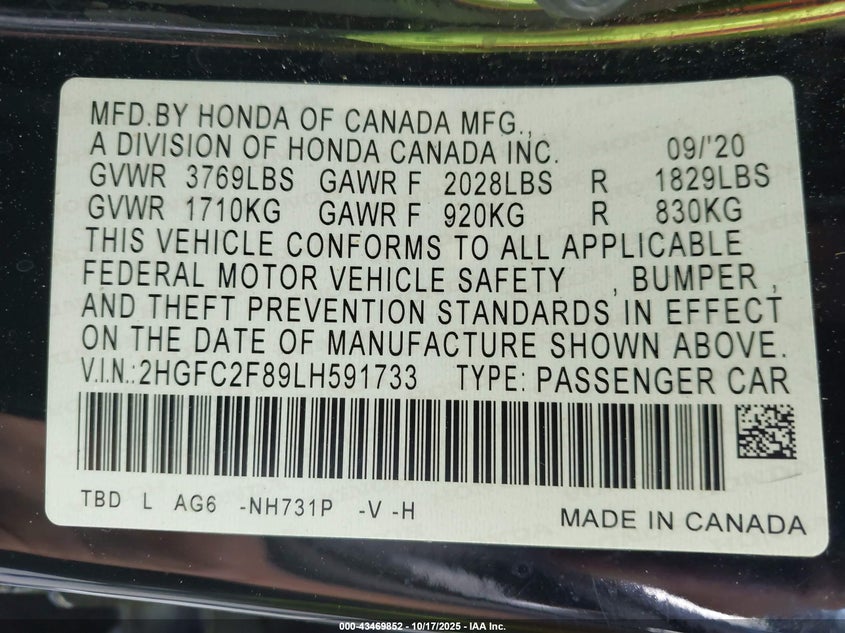 MFD.BY HONDA OF CANADA MFG.,
A DIVISION OF HONDA CANADA INC. 09/'20
GVWR 3769LBS GAWR F 2028LBS R 1829LBS
GVWR 1710KG GAWR F 920KG R 830KG
THIS VEHICLE CONFORMS TO ALL APPLICABLE
FEDERAL MOTOR VEHICLE SAFETY , BUMPER ,
AND THEFT PREVENTION STANDARDS IN EFFECT
ON THE DATE OF MANUFACTURE SHOWN ABOVE.
V.I.N.: 2HGFC2F89LH591733 TYPE: PASSENGER CAR
TBD L AG6 -NH731P -V -H
MADE IN CANADA
000-43469852 - 10/17/2025 - IAA Inc.